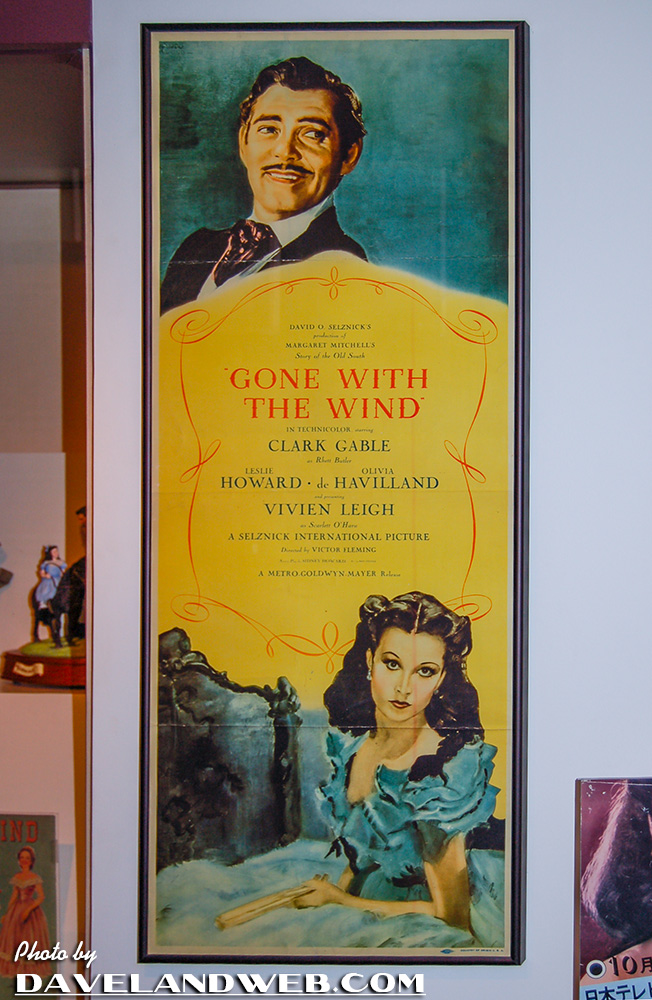 DAVID O. SELZNICK'S
production of
MARGARET MITCHELL'S
Story of the Old South
"GONE WITH
THE WIND"
IN TECHNICOLOR starring
CLARK GABLE
as Rhett Butler
LESLIE OLIVIA
HOWARD · de HAVILLAND
and presenting
VIVIEN LEIGH
as Scarlett O'Hara
A SELZNICK INTERNATIONAL PICTURE
Directed by VICTOR FLEMING
SIDNEY HOWARD
A METRO-GOLDWYN-MAYER Release
IND
10月
日本テレ
Photo by
DAVELANDWEB.COM